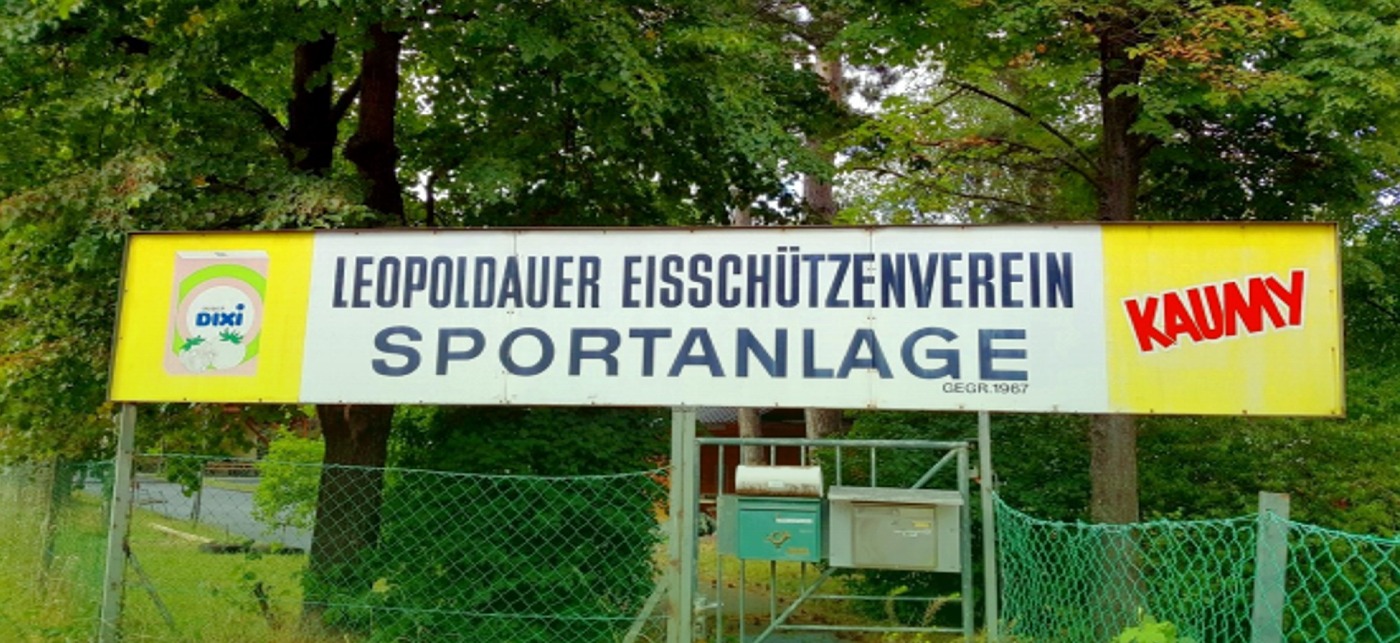 DIXI
LEOPOLDAUER EISSCHÜTZENVEREIN
SPORTANLAGE
GEGR.1967
KAUMY